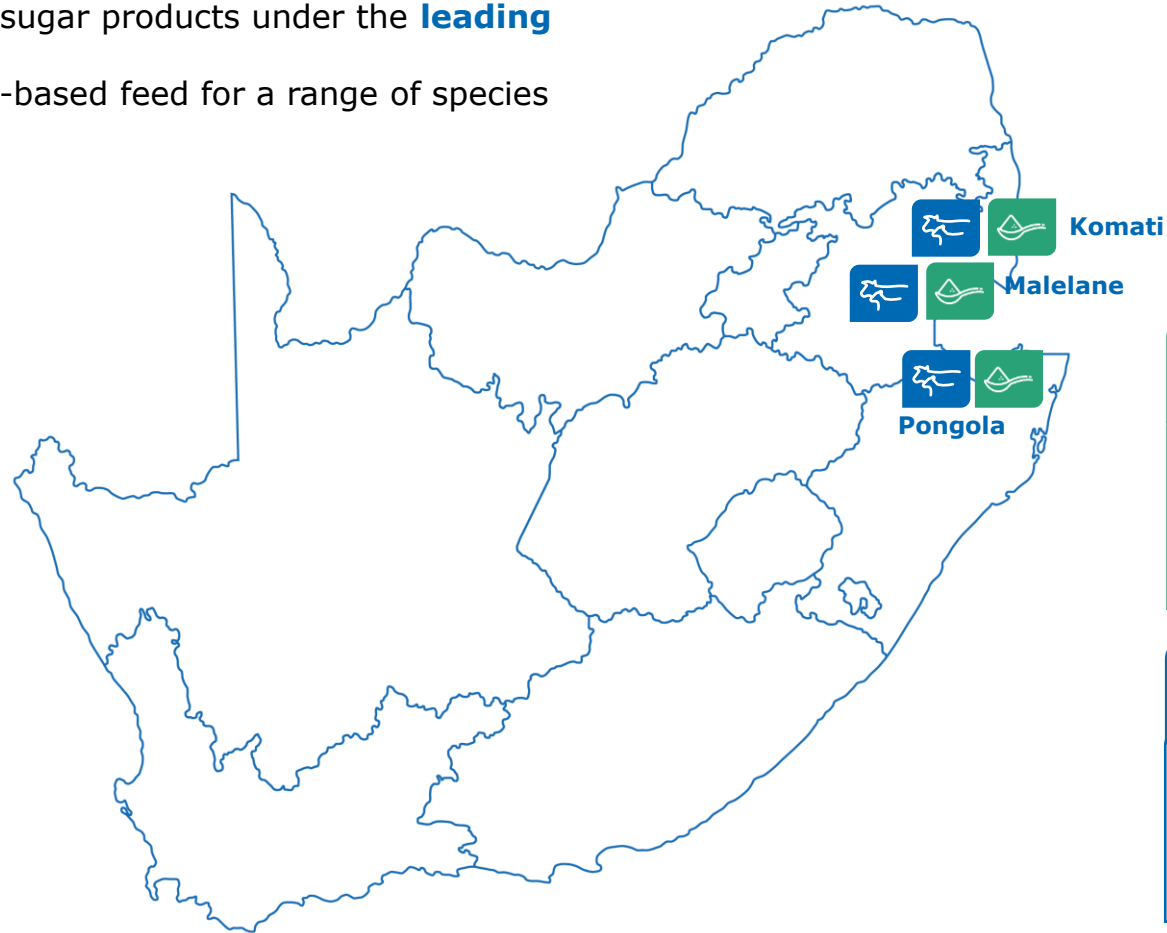 sugar products under the leading
-based feed for a range of species
Komati
Malelane
Pongola